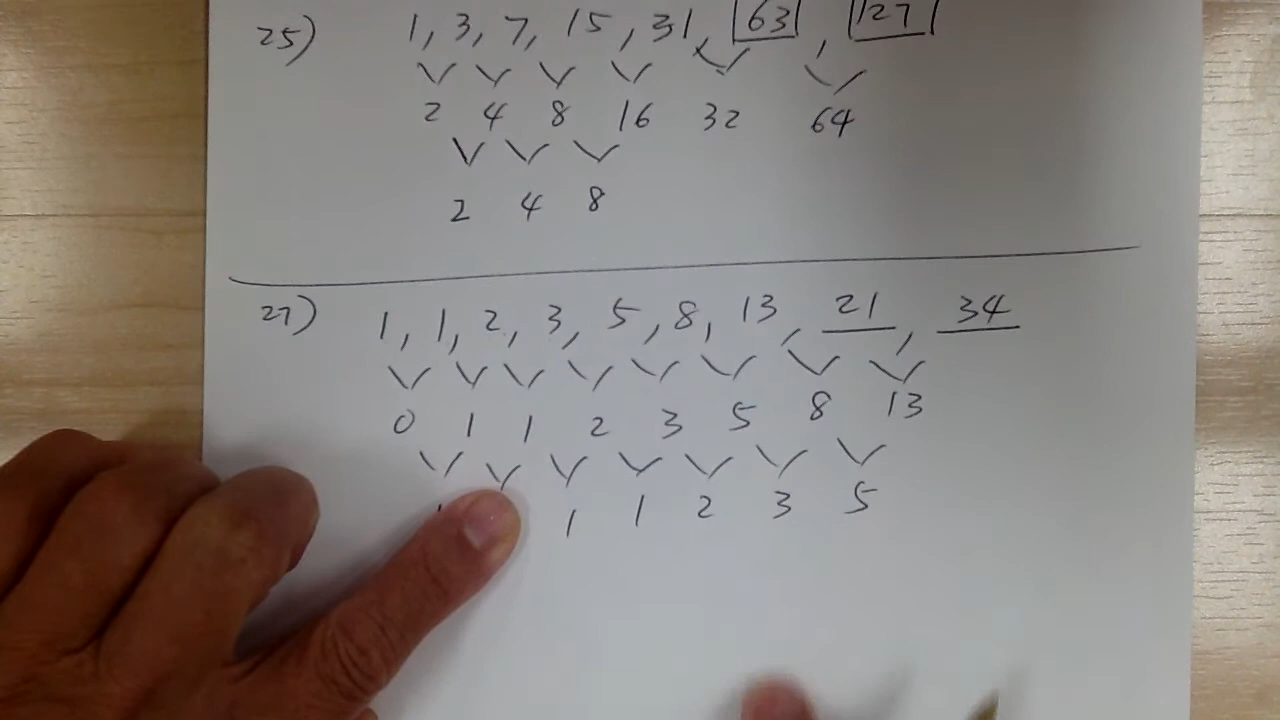 25) 1, 3, 7, 15, 31, 63, 127
2 4 8 16 32 64
2 4 8
27) 1, 1, 2, 3, 5, 8, 13, 21, 34
0 1 1 2 3 5 8 13
1 1 2 3 5